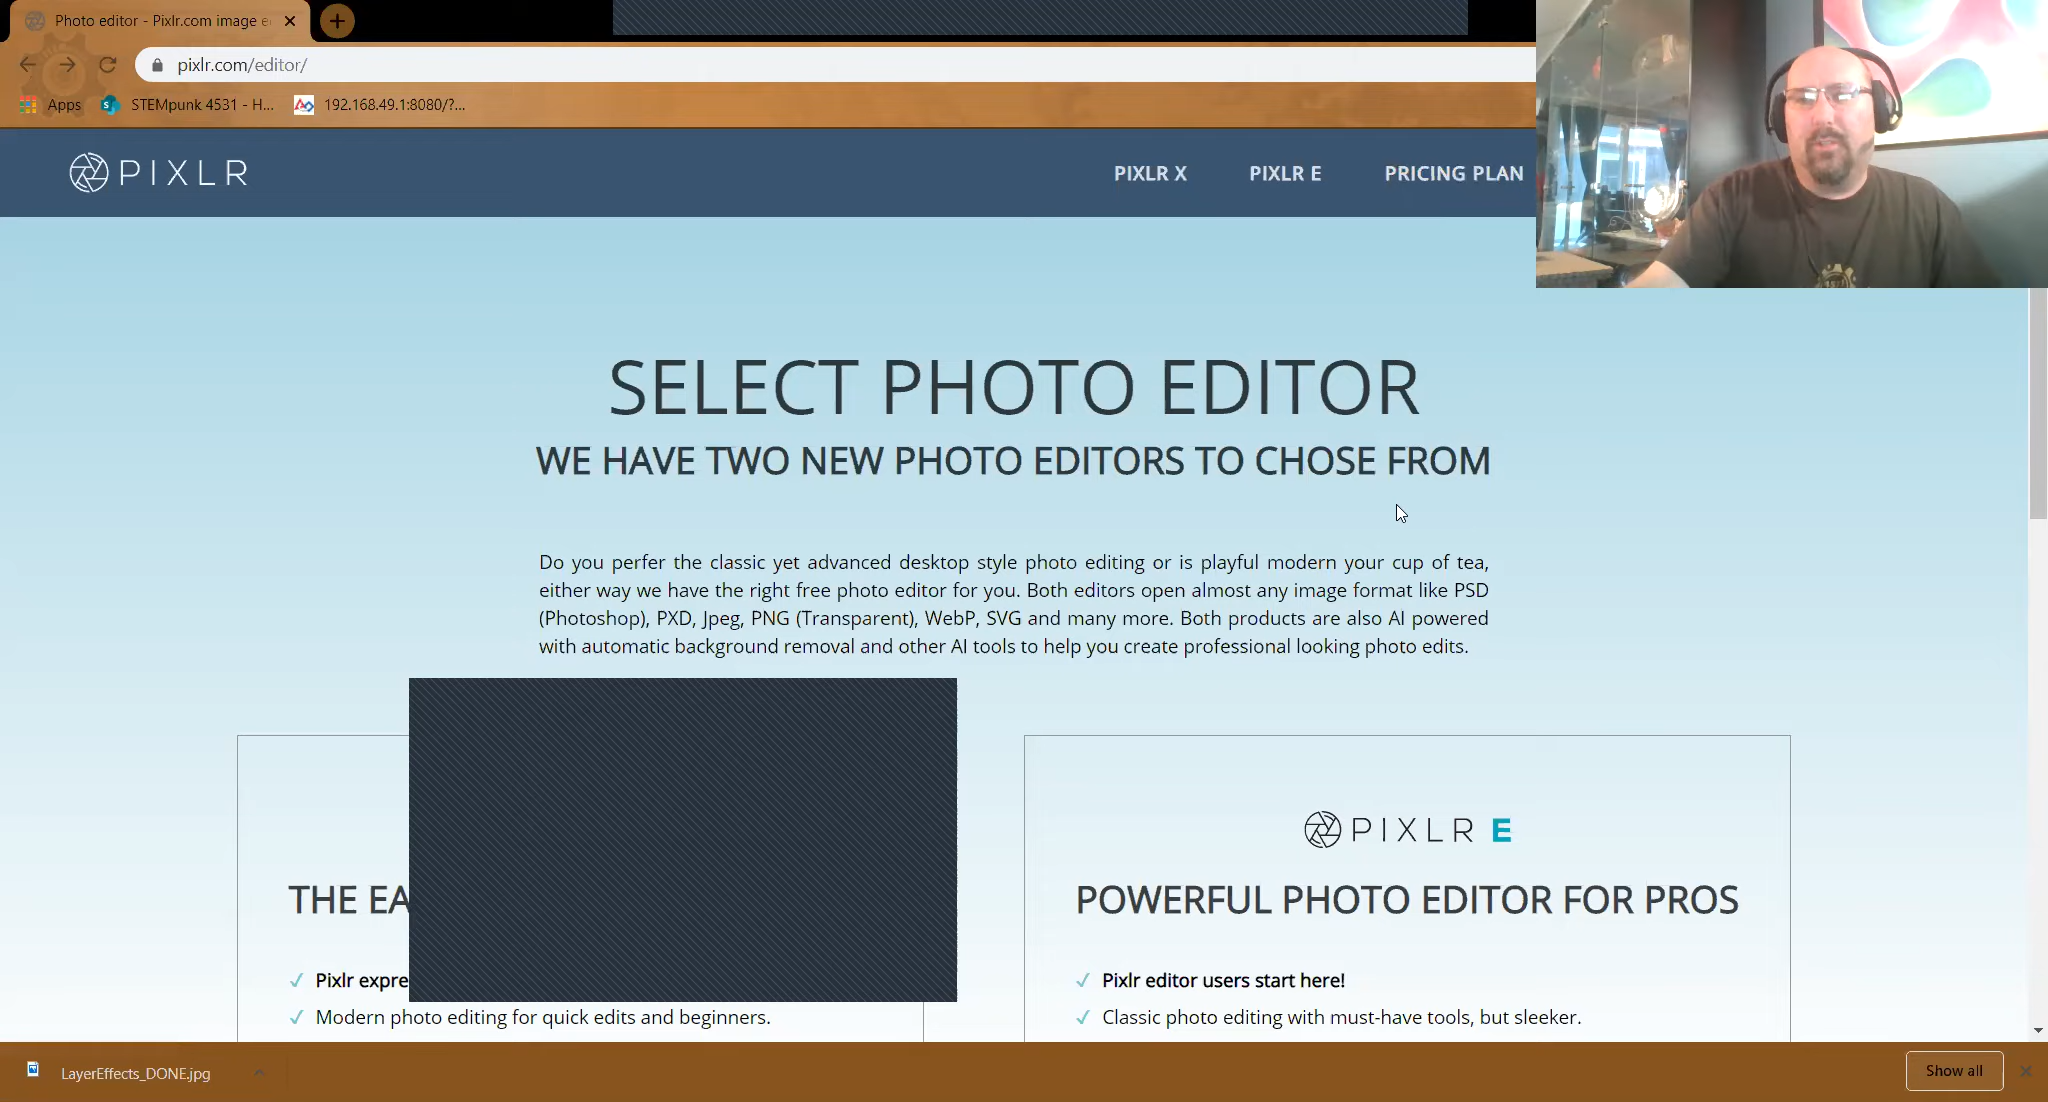 Photo editor - Pixlr.com image e
pixlr.com/editor/
Apps
STEMpunk 4531 - H...
192.168.49.1:8080/?...
PIXLR
PIXLR X
PIXLR E
PRICING PLAN
SELECT PHOTO EDITOR
WE HAVE TWO NEW PHOTO EDITORS TO CHOSE FROM
Do you perfer the classic yet advanced desktop style photo editing or is playful modern your cup of tea,
either way we have the right free photo editor for you. Both editors open almost any image format like PSD
(Photoshop), PXD, Jpeg, PNG (Transparent), WebP, SVG and many more. Both products are also AI powered
with automatic background removal and other AI tools to help you create professional looking photo edits.
THE EA
Pixlr expre
Modern photo editing for quick edits and beginners.
PIXLR E
POWERFUL PHOTO EDITOR FOR PROS
Pixlr editor users start here!
Classic photo editing with must-have tools, but sleeker.
LayerEffects_DONE.jpg
Show all